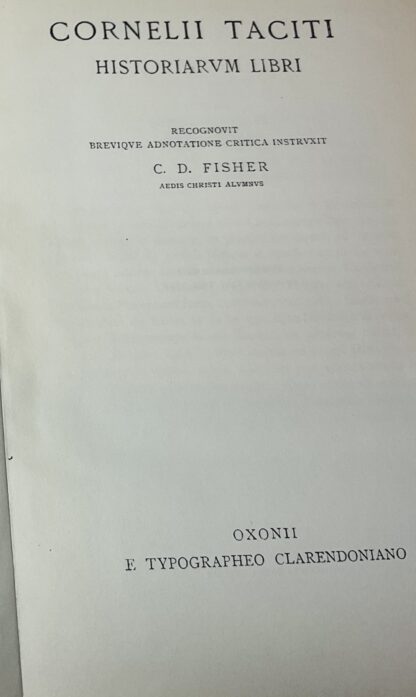 CORNELII TACITI
HISTORIARVM LIBRI
RECOGNOVIT
BREVIQVE ADNOTATIONE CRITICA INSTRVXIT
C. D. FISHER
AEDIS CHRISTI ALVMNVS
OXONII
E TYPOGRAPHEO CLARENDONIANO